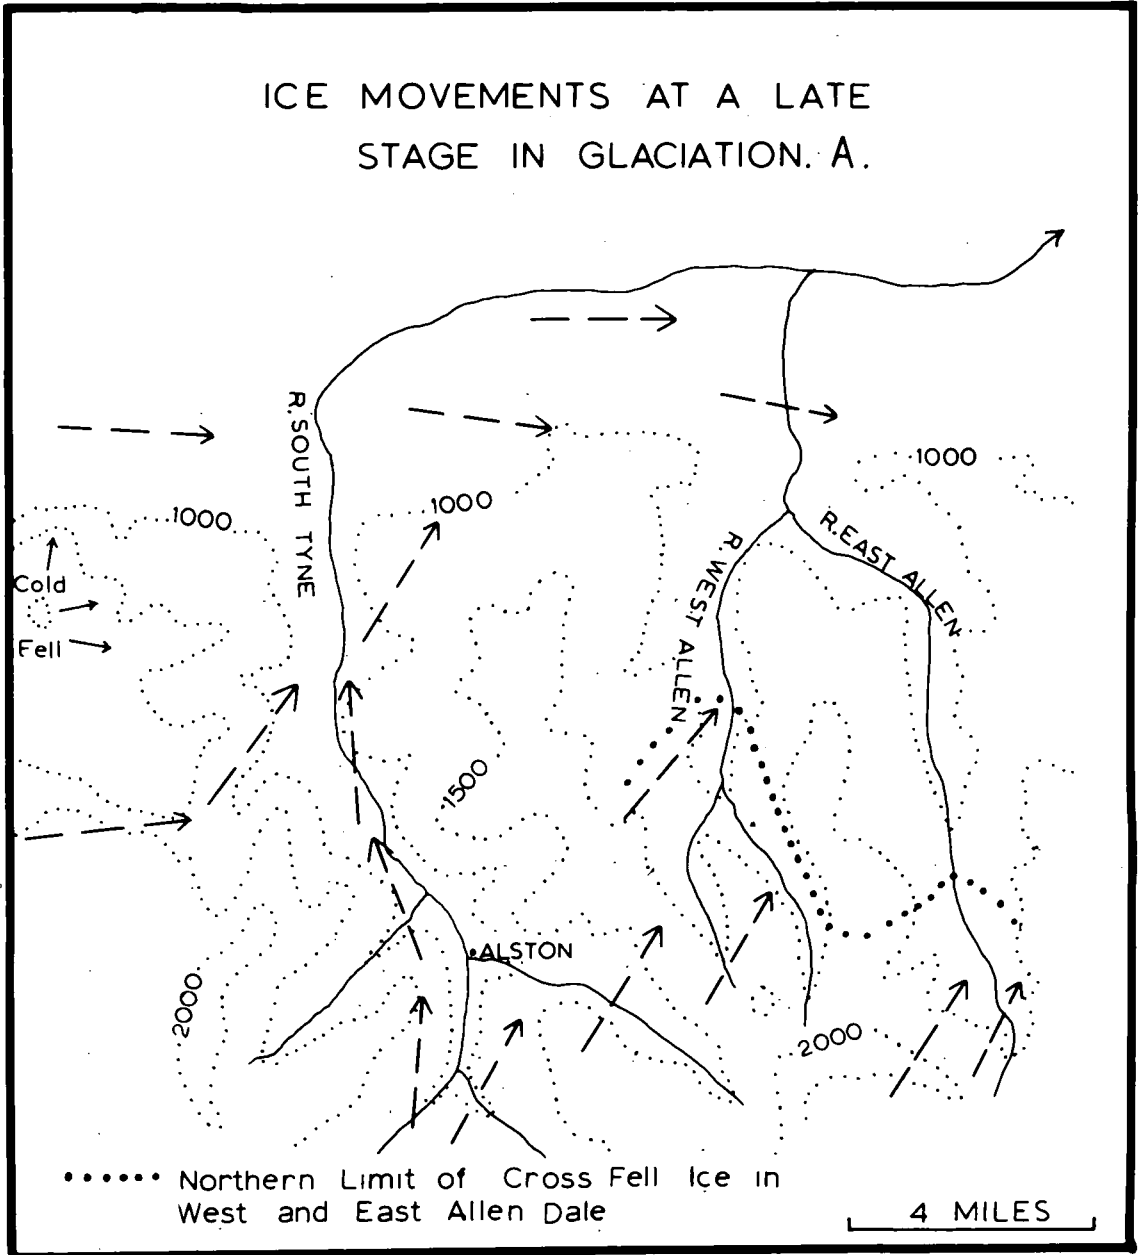 ICE MOVEMENTS AT A LATE
STAGE IN GLACIATION. A.
R. SOUTH TYNE
1000
1000
1000
R. EAST ALLEN
R. WEST ALLEN
Cold
Fell
1500
ALSTON
2000
2000
Northern Limit of Cross Fell Ice in
West and East Allen Dale
4 MILES